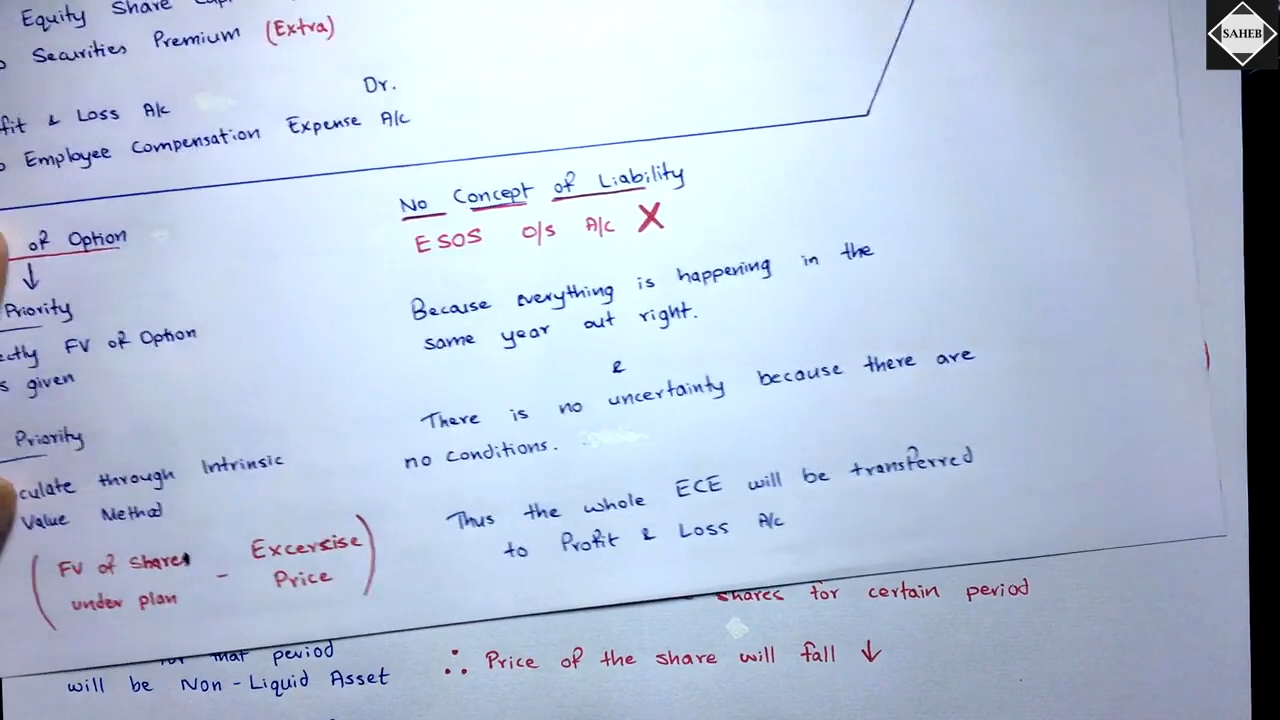 Equity Share
Securities Premium (Extra)
Dr.
& Loss A/c
Employee Compensation Expense A/c
of Option
↓
Priority
FV of Option
given
Priority
through Intrinsic
Value Method
(FV of Share under plan - Excersise Price)
No Concept of Liability
ESOS O/s A/c X
Because everything is happening in the
same year out right.
&
There is no uncertainty because there are
no conditions.
Thus the whole ECE will be transferred
to Profit & Loss A/c
shares for certain period
for that period
will be Non-Liquid Asset
∴ Price of the share will fall ↓
SAHEB